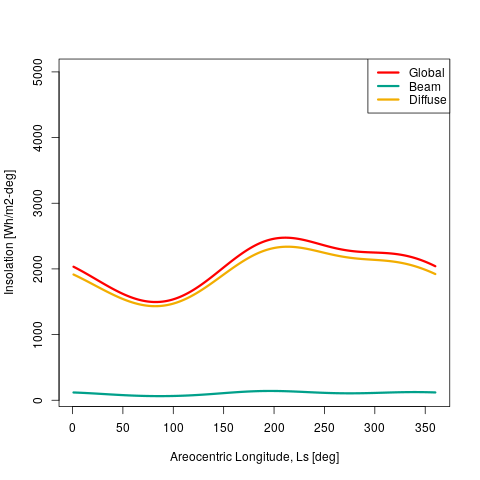 Global
Beam
Diffuse
5000
4000
3000
2000
1000
0
Insolation [Wh/m2-deg]
0 50 100 150 200 250 300 350
Areocentric Longitude, Ls [deg]